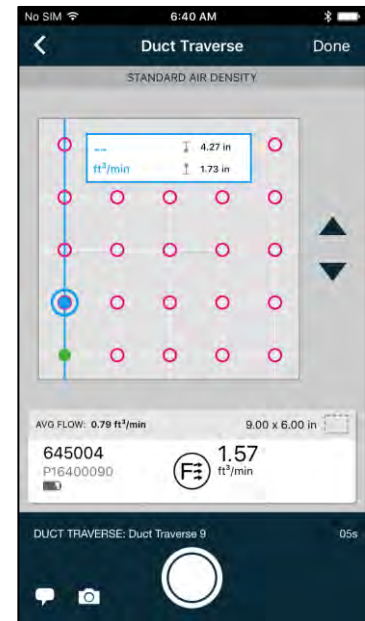 No SIM 6:40 AM
Duct Traverse Done
STANDARD AIR DENSITY
-- 4.27 in
ft³/min 1.73 in
AVG FLOW: 0.79 ft³/min 9.00 x 6.00 in
645004
P16400090
F 1.57
ft³/min
DUCT TRAVERSE: Duct Traverse 9 05s